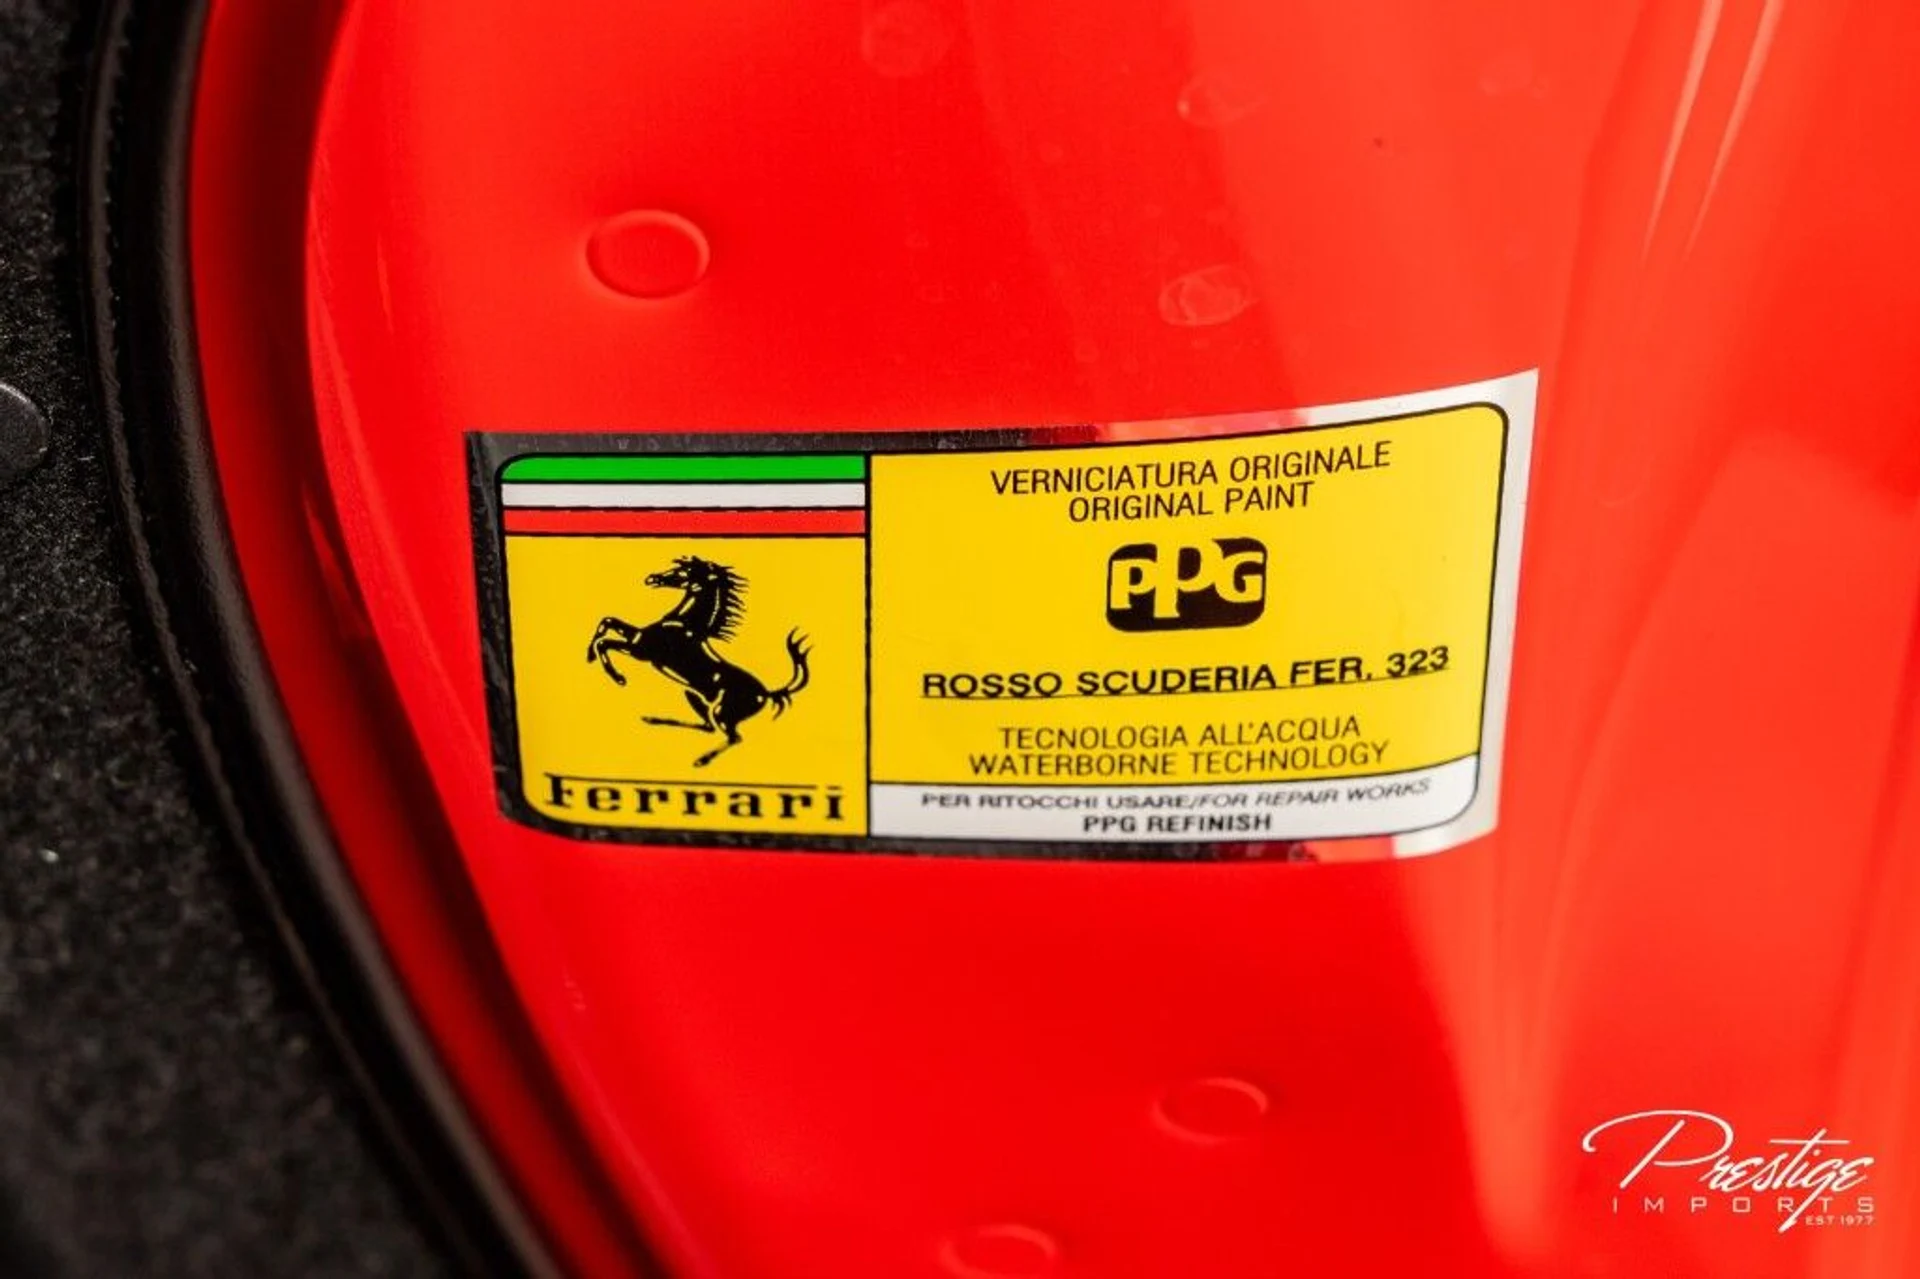 VERNICIATURA ORIGINALE
ORIGINAL PAINT
PPG
ROSSO SCUDERIA FER. 323
TECNOLOGIA ALL'ACQUA
WATERBORNE TECHNOLOGY
Ferrari
PER RITOCCHI USARE/FOR REPAIR WORKS
PPG REFINISH
Prestige
IMPORTS
EST 1977